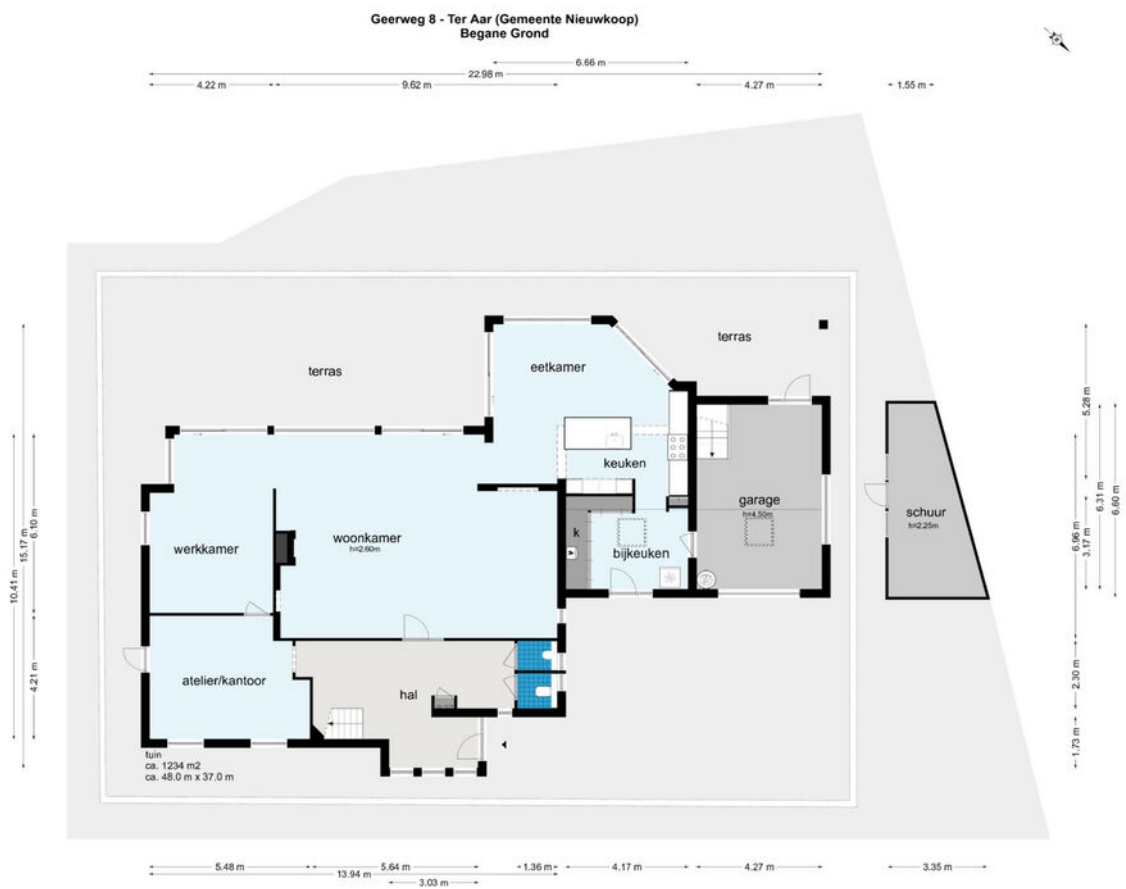 Geerweg 8 - Ter Aar (Gemeente Nieuwkoop)
Begane Grond
6.66 m
22.98 m
4.22 m
9.62 m
4.27 m
1.55 m
terras
terras
eetkamer
keuken
garage
h=4.50m
schuur
h=2.25m
k
bijkeuken
woonkamer
h=2.60m
werkkamer
atelier/kantoor
hal
tuin
ca. 1234 m2
ca. 48.0 m x 37.0 m
10.41 m
15.17 m
6.10 m
4.21 m
5.28 m
6.96 m
3.17 m
6.31 m
6.60 m
2.30 m
1.73 m
5.48 m
5.64 m
1.36 m
4.17 m
4.27 m
3.35 m
13.94 m
3.03 m